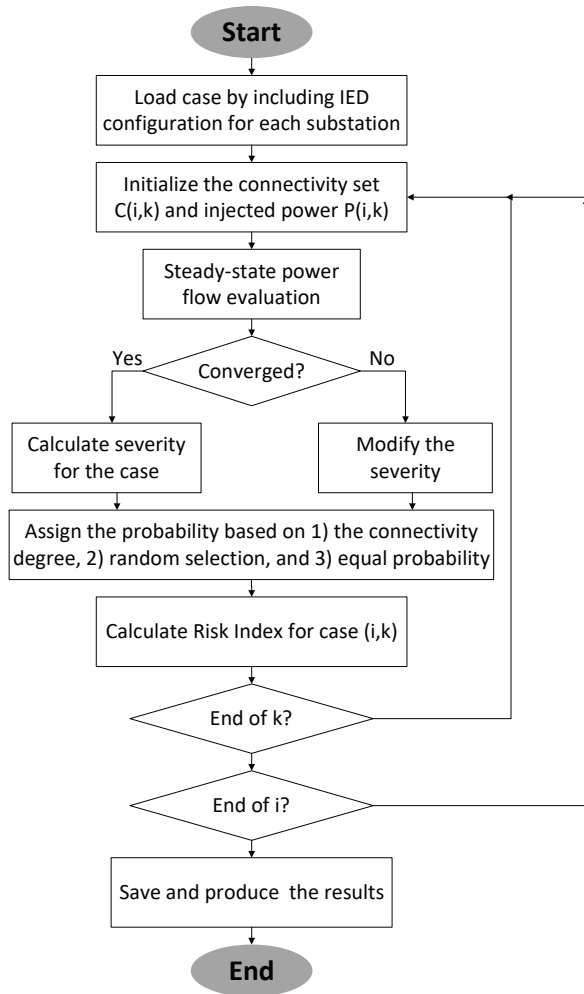 Start
Load case by including IED
configuration for each substation
Initialize the connectivity set
C(i,k) and injected power P(i,k)
Steady-state power
flow evaluation
Yes
No
Converged?
Calculate severity
for the case
Modify the
severity
Assign the probability based on 1) the connectivity
degree, 2) random selection, and 3) equal probability
Calculate Risk Index for case (i,k)
End of k?
End of i?
Save and produce the results
End